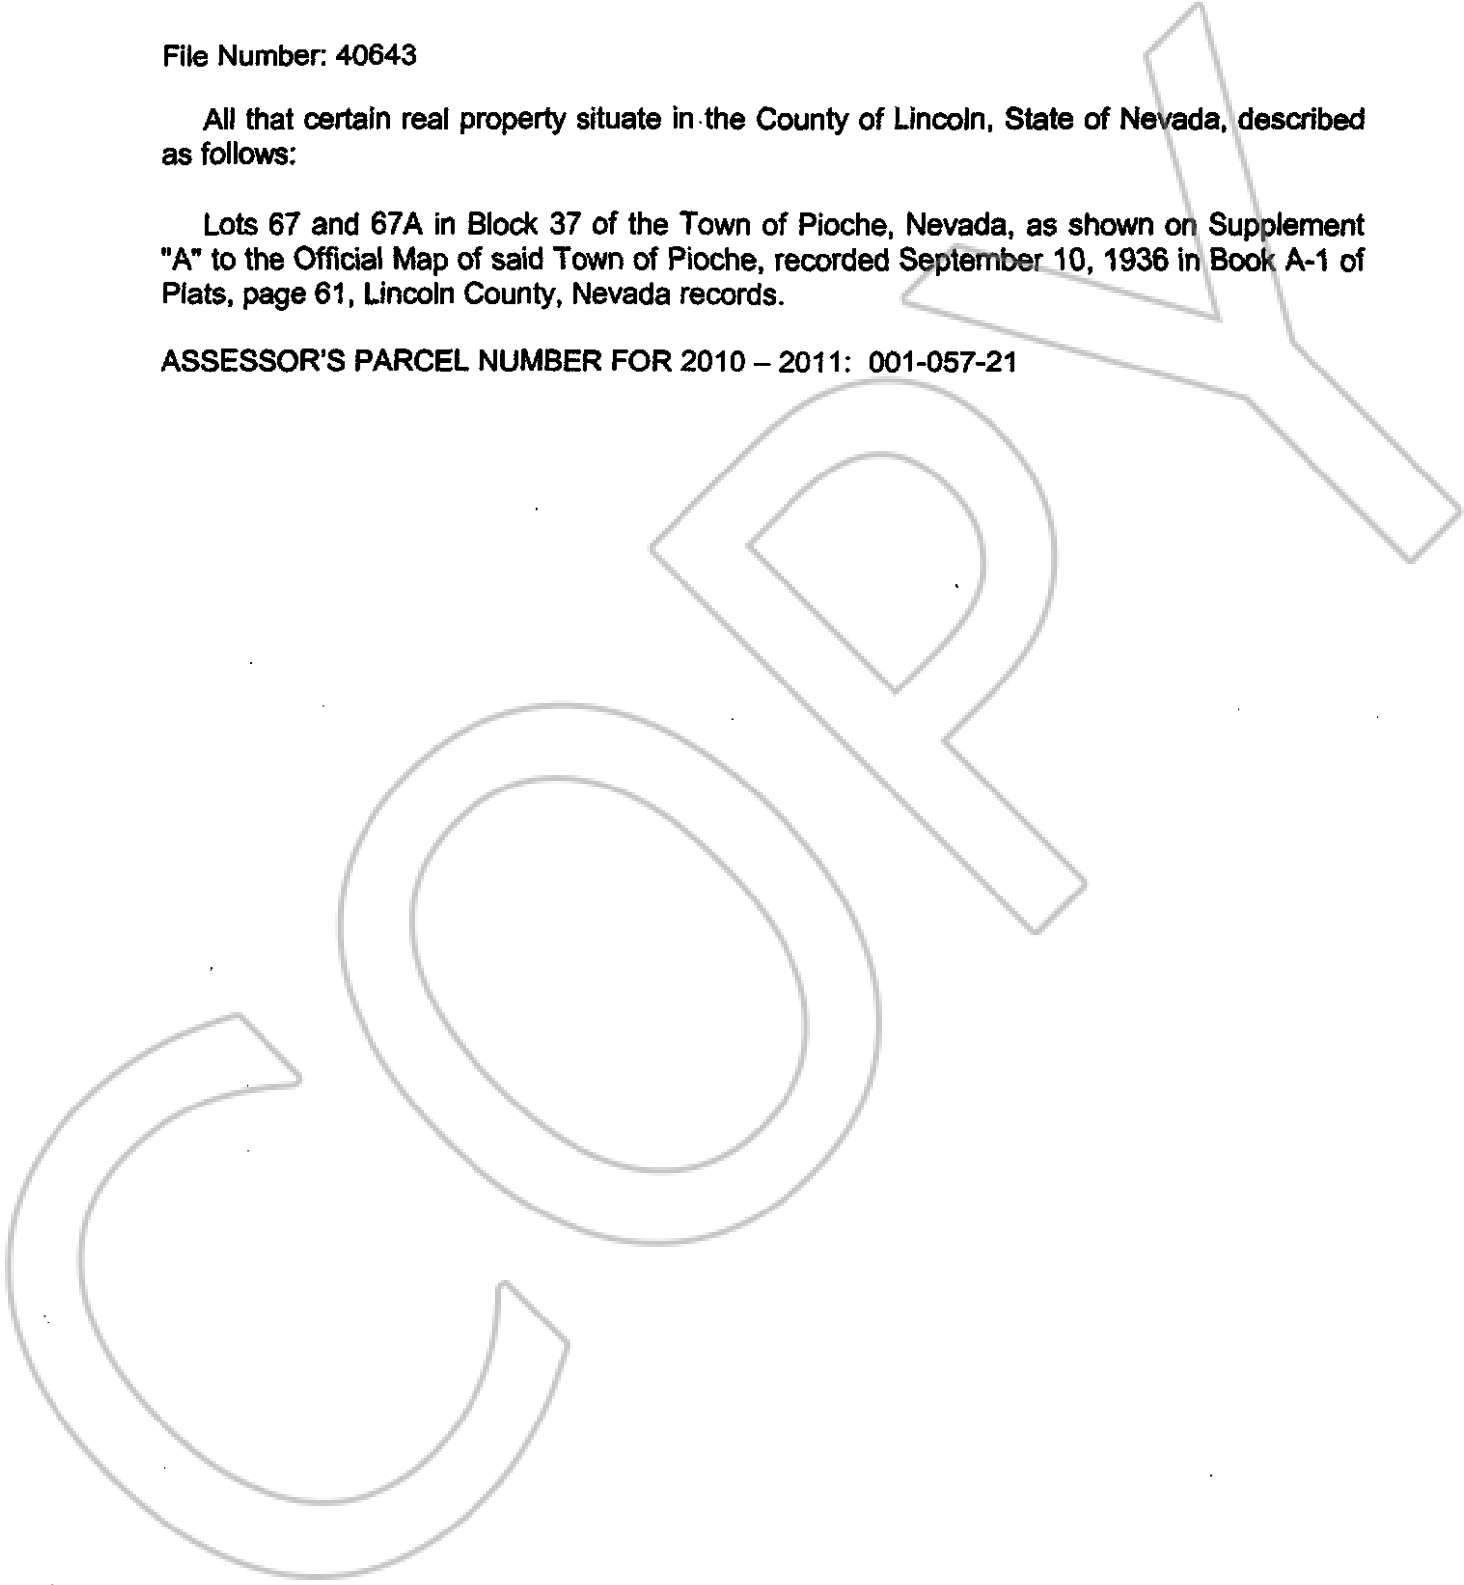 File Number: 40643
All that certain real property situate in the County of Lincoln, State of Nevada, described
as follows:
Lots 67 and 67A in Block 37 of the Town of Pioche, Nevada, as shown on Supplement
"A" to the Official Map of said Town of Pioche, recorded September 10, 1936 in Book A-1 of
Plats, page 61, Lincoln County, Nevada records.
ASSESSOR'S PARCEL NUMBER FOR 2010 – 2011: 001-057-21
COPY